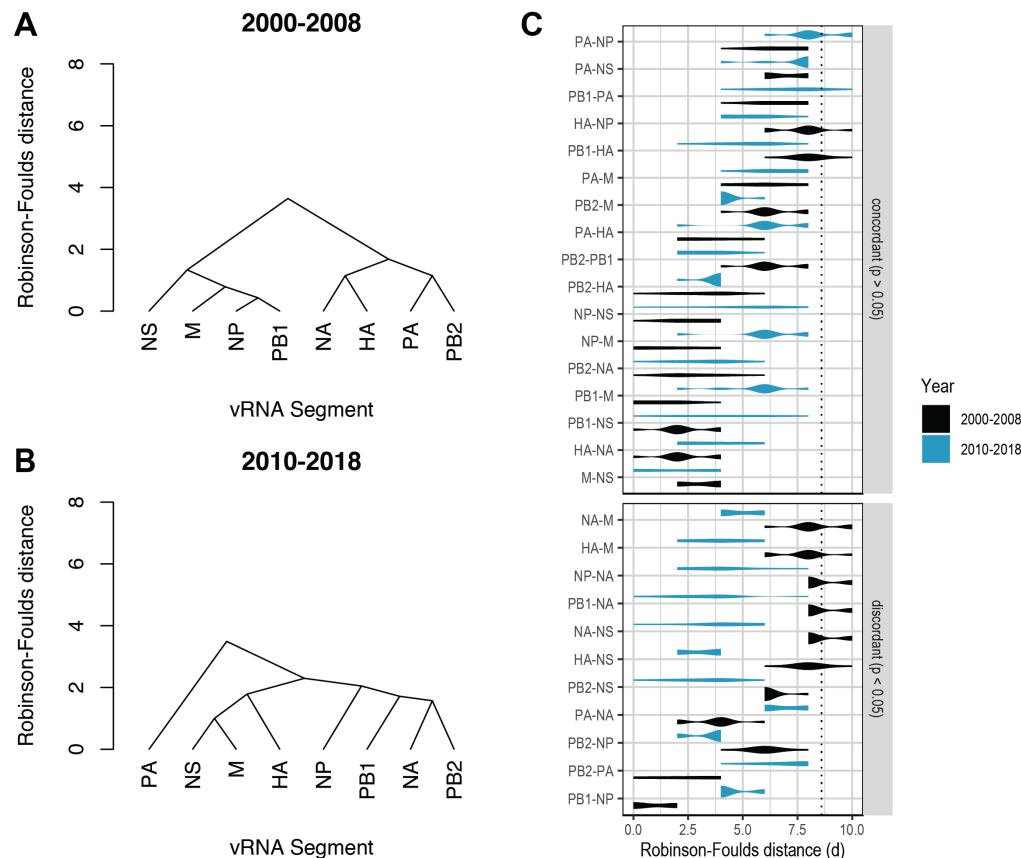 A
2000-2008
Robinson-Foulds distance
8
6
4
2
0
NS
M
NP
PB1
NA
HA
PA
PB2
vRNA Segment
B
2010-2018
Robinson-Foulds distance
8
6
4
2
0
PA
NS
M
HA
NP
PB1
NA
PB2
vRNA Segment
C
PA-NP
PA-NS
PB1-PA
HA-NP
PB1-HA
PA-M
PB2-M
PA-HA
PB2-PB1
PB2-HA
NP-NS
NP-M
PB2-NA
PB1-M
PB1-NS
HA-NA
M-NS
concordant (p > 0.05)
NA-M
HA-M
NP-NA
PB1-NA
NA-NS
HA-NS
PB2-NS
PA-NA
PB2-NP
PB2-PA
PB1-NP
discordant (p < 0.05)
0.0 2.5 5.0 7.5 10.0
Robinson-Foulds distance (d)
Year
2000-2008
2010-2018